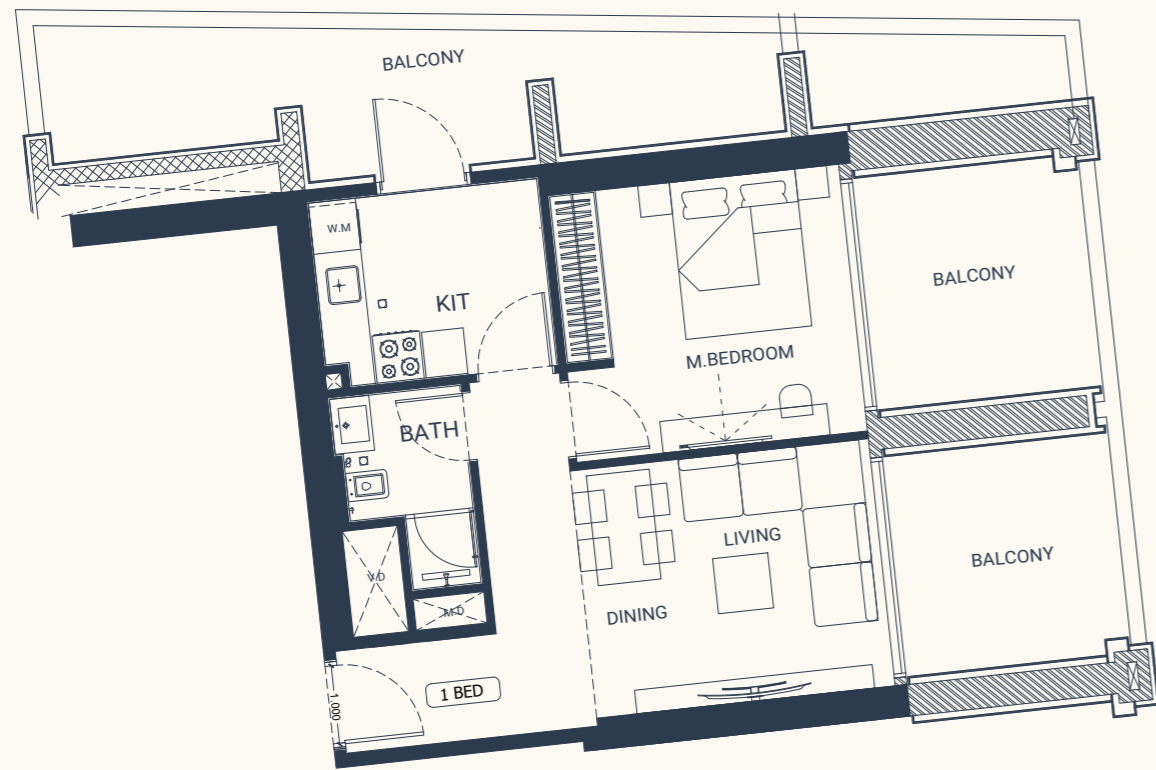 BALCONY
W.M
KIT
BALCONY
M.BEDROOM
BATH
LIVING
BALCONY
V.D
M.D
DINING
1 BED
1.000